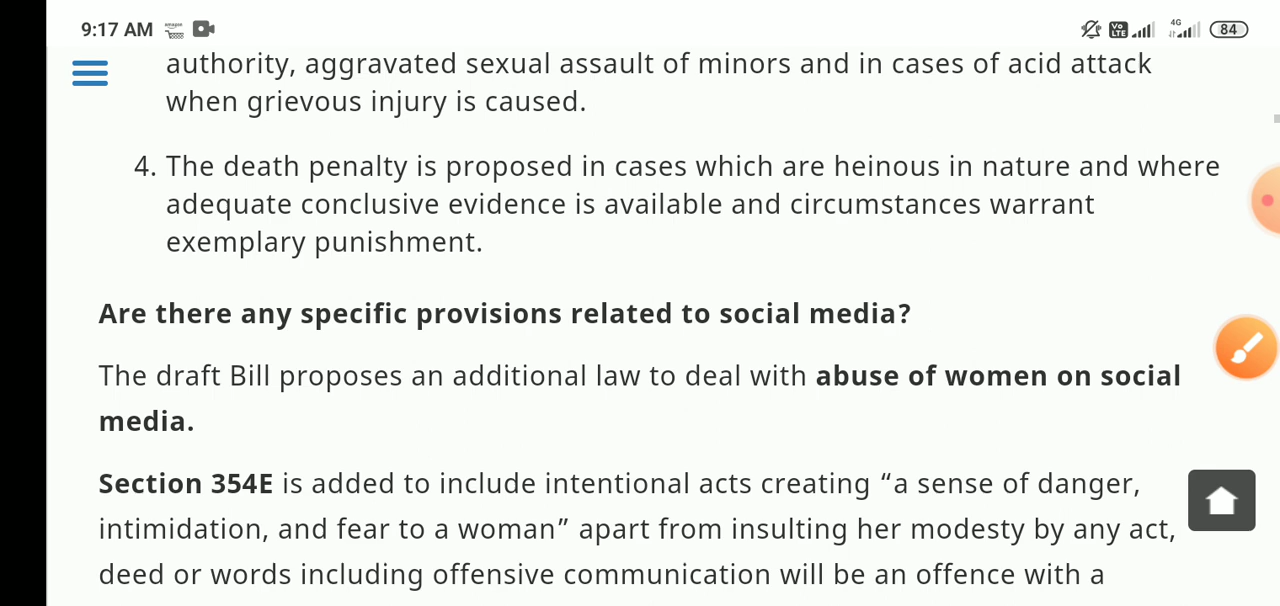 9:17 AM
amazon
Vo
LTE
4G
84
authority, aggravated sexual assault of minors and in cases of acid attack
when grievous injury is caused.
4. The death penalty is proposed in cases which are heinous in nature and where
adequate conclusive evidence is available and circumstances warrant
exemplary punishment.
Are there any specific provisions related to social media?
The draft Bill proposes an additional law to deal with abuse of women on social
media.
Section 354E is added to include intentional acts creating “a sense of danger,
intimidation, and fear to a woman” apart from insulting her modesty by any act,
deed or words including offensive communication will be an offence with a